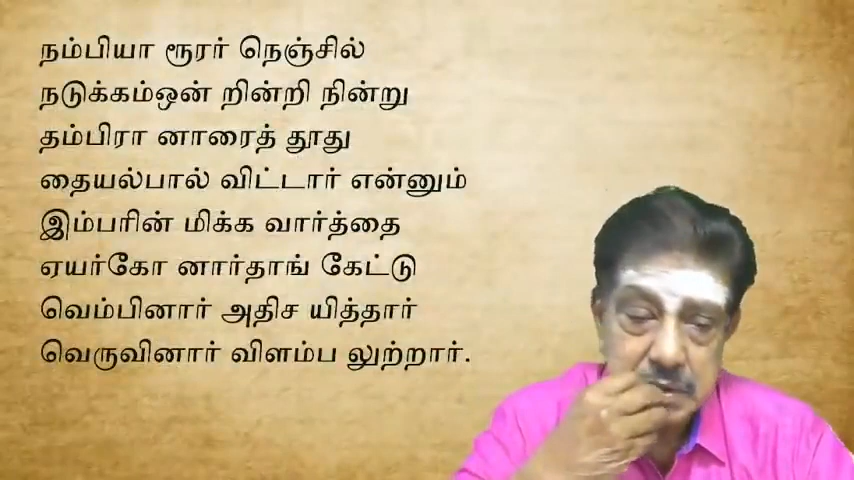 நம்பியா ரூரர் நெஞ்சில்
நடுக்கம்ஒன் றின்றி நின்று
தம்பிரா னாரைத் தூது
தையல்பால் விட்டார் என்னும்
இம்பரின் மிக்க வார்த்தை
ஏயர்கோ னார்தாங் கேட்டு
வெம்பினார் அதிச யித்தார்
வெருவினார் விளம்ப லுற்றார்.